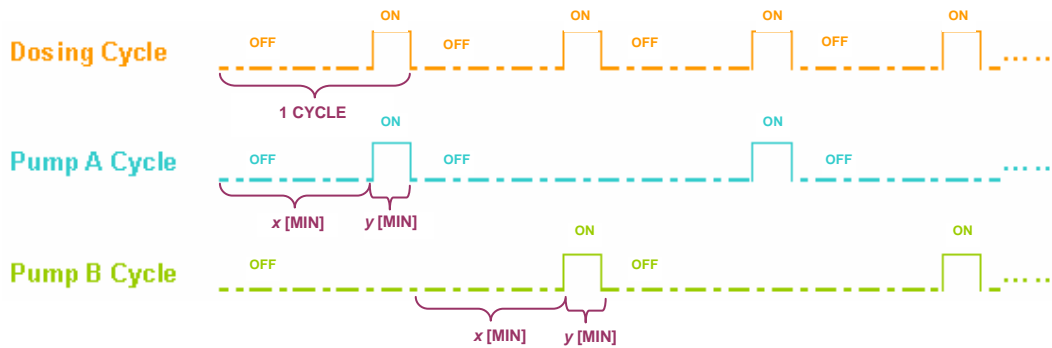 ON ON ON ON
Dosing Cycle OFF OFF OFF OFF .....
1 CYCLE
ON ON
Pump A Cycle OFF OFF OFF .....
x [MIN] y [MIN]
ON ON
Pump B Cycle OFF OFF .....
x [MIN] y [MIN]